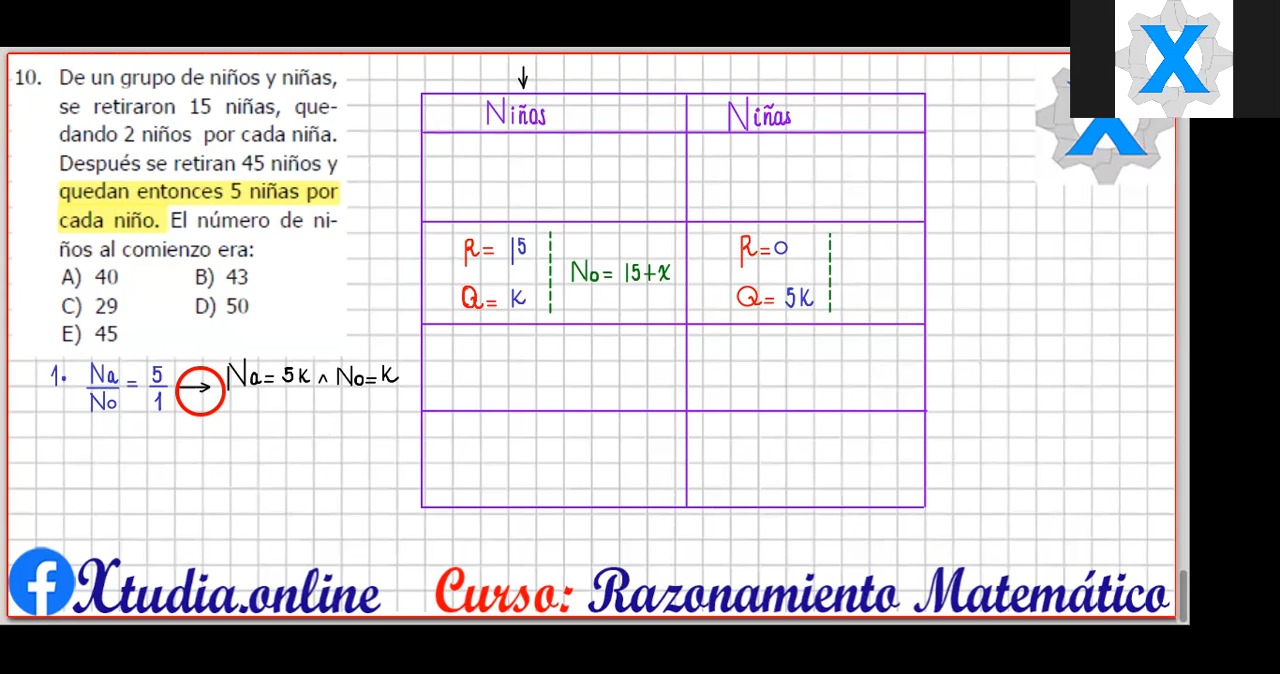 10. De un grupo de niños y niñas,
se retiraron 15 niñas, que-
dando 2 niños por cada niña.
Después se retiran 45 niños y
quedan entonces 5 niñas por
cada niño. El número de ni-
ños al comienzo era:
A) 40 B) 43
C) 29 D) 50
E) 45
1. Na/No = 5/1 → Na = 5K ∧ No = K
Niños Niñas
R = 15 R = 0
No = 15 + x
Q = K Q = 5K
X
X
f Xtudia.online Curso: Razonamiento Matemático